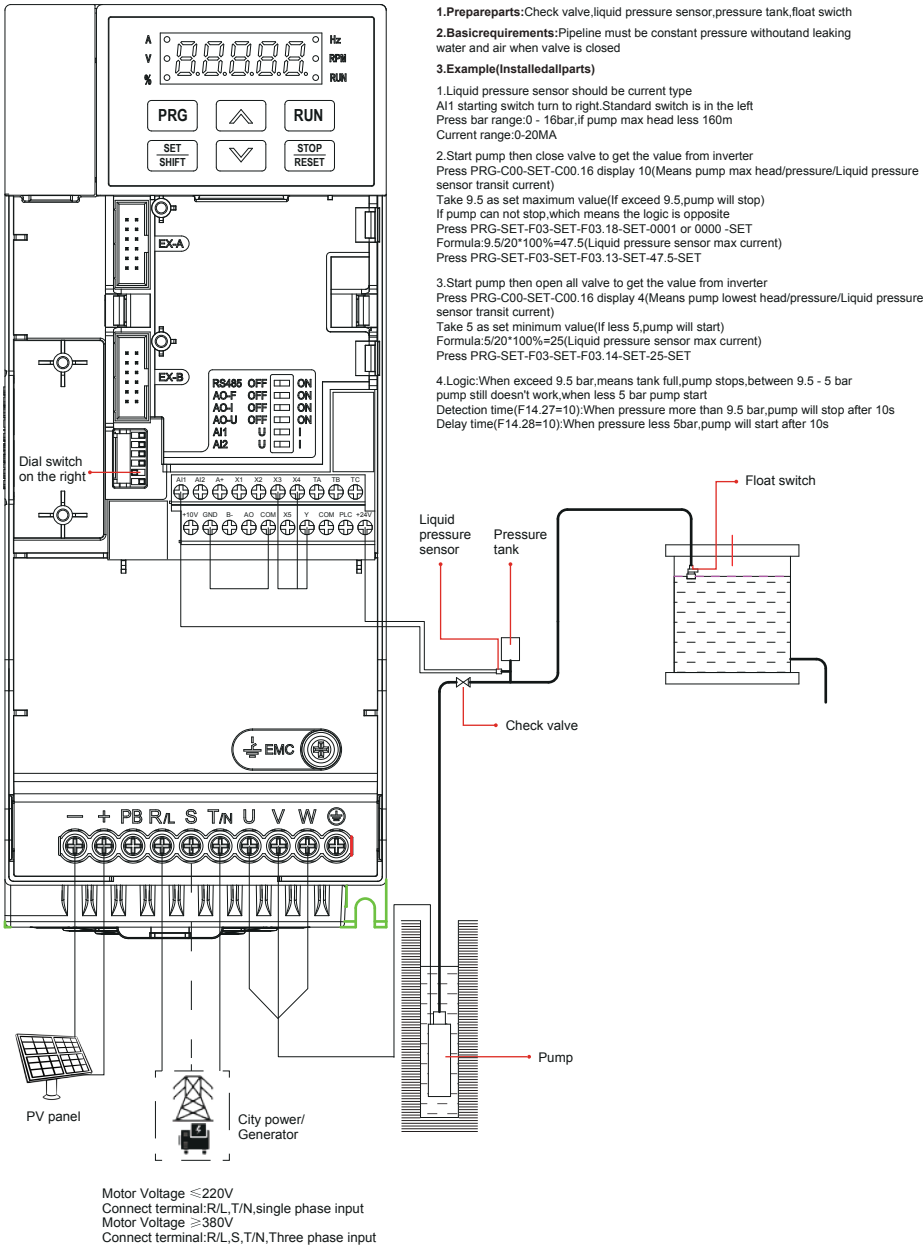 1.Prepareparts:Check valve,liquid pressure sensor,pressure tank,float swicth
2.Basicrequirements:Pipeline must be constant pressure withoutand leaking
water and air when valve is closed
3.Example(Installedallparts)
1.Liquid pressure sensor should be current type
AI1 starting switch turn to right.Standard switch is in the left
Press bar range:0 - 16bar,if pump max head less 160m
Current range:0-20MA
2.Start pump then close valve to get the value from inverter
Press PRG-C00-SET-C00.16 display 10(Means pump max head/pressure/Liquid pressure
sensor transit current)
Take 9.5 as set maximum value(If exceed 9.5,pump will stop)
If pump can not stop,which means the logic is opposite
Press PRG-SET-F03-SET-F03.18-SET-0001 or 0000 -SET
Formula:9.5/20*100%=47.5(Liquid pressure sensor max current)
Press PRG-SET-F03-SET-F03.13-SET-47.5-SET
3.Start pump then open all valve to get the value from inverter
Press PRG-C00-SET-C00.16 display 4(Means pump lowest head/pressure/Liquid pressure
sensor transit current)
Take 5 as set minimum value(If less 5,pump will start)
Formula:5/20*100%=25(Liquid pressure sensor max current)
Press PRG-SET-F03-SET-F03.14-SET-25-SET
4.Logic:When exceed 9.5 bar,means tank full,pump stops,between 9.5 - 5 bar
pump still doesn't work,when less 5 bar pump start
Detection time(F14.27=10):When pressure more than 9.5 bar,pump will stop after 10s
Delay time(F14.28=10):When pressure less 5bar,pump will start after 10s
A 8.8.8.8.8. Hz
V RPM
% RUN
PRG RUN
SET STOP
SHIFT RESET
EX-A
EX-B
RS485 OFF ON
AO-F OFF ON
AO-I OFF ON
AO-U OFF ON
AI1 U I
AI2 U I
Dial switch
on the right
AI1 AI2 A+ X1 X2 X3 X4 TA TB TC
+10V GND B- AO COM X5 Y COM PLC +24V
Liquid
pressure
sensor
Pressure
tank
Float switch
Check valve
EMC
— + PB R/L S T/N U V W
PV panel
City power/
Generator
Pump
Motor Voltage ≤220V
Connect terminal:R/L,T/N,single phase input
Motor Voltage ≥380V
Connect terminal:R/L,S,T/N,Three phase input